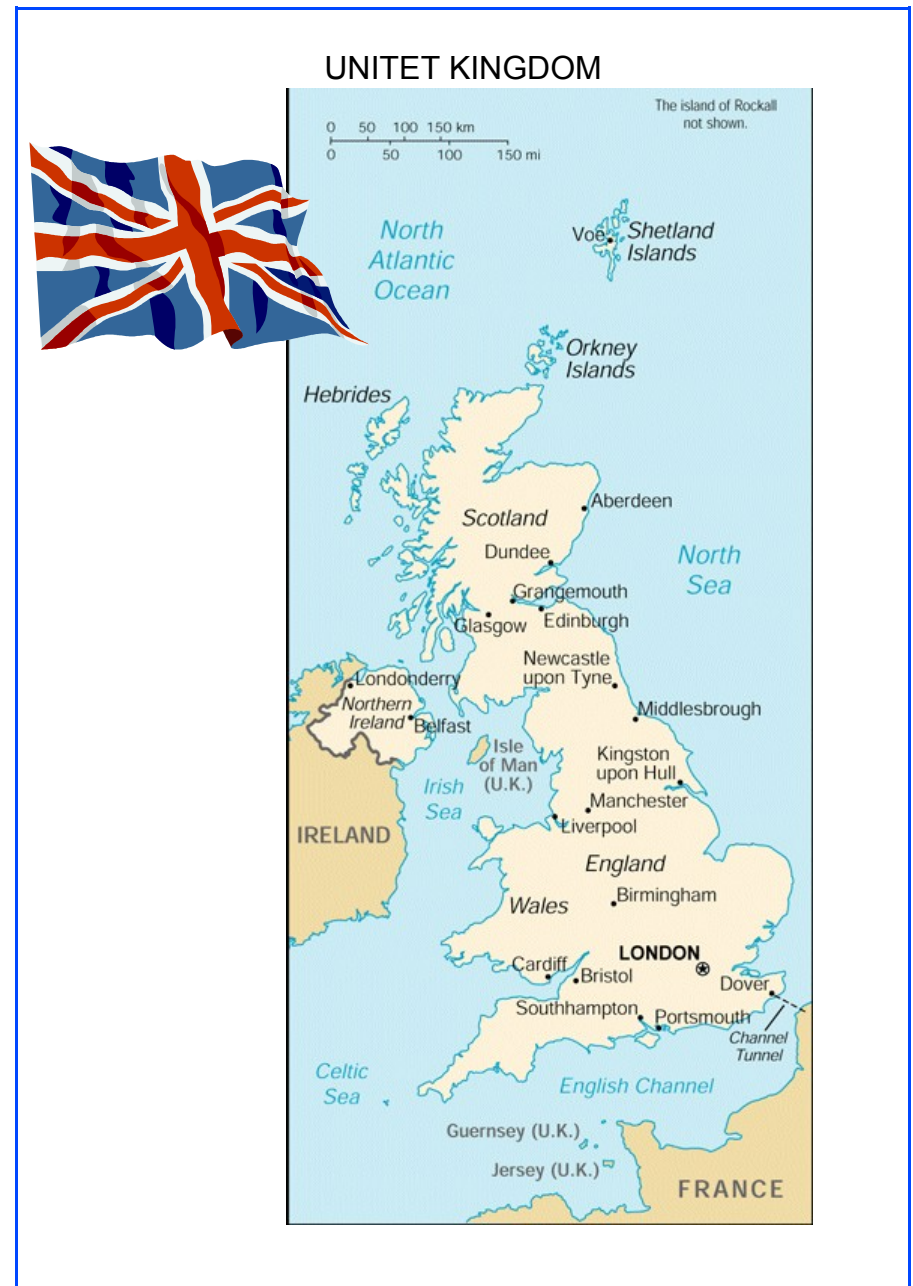 UNITET KINGDOM
The island of Rockall
not shown.
0 50 100 150 km
0 50 100 150 mi
North
Atlantic
Ocean
Voe
Shetland
Islands
Orkney
Islands
Hebrides
Aberdeen
Scotland
Dundee
North
Sea
Grangemouth
Glasgow
Edinburgh
Newcastle
upon Tyne
Londonderry
Northern
Ireland
Belfast
Middlesbrough
Isle
of Man
(U.K.)
Kingston
upon Hull
Irish
Sea
Manchester
Liverpool
IRELAND
England
Birmingham
Wales
LONDON
Cardiff
Bristol
Dover
Southhampton
Portsmouth
Channel
Tunnel
Celtic
Sea
English Channel
Guernsey (U.K.)
Jersey (U.K.)
FRANCE